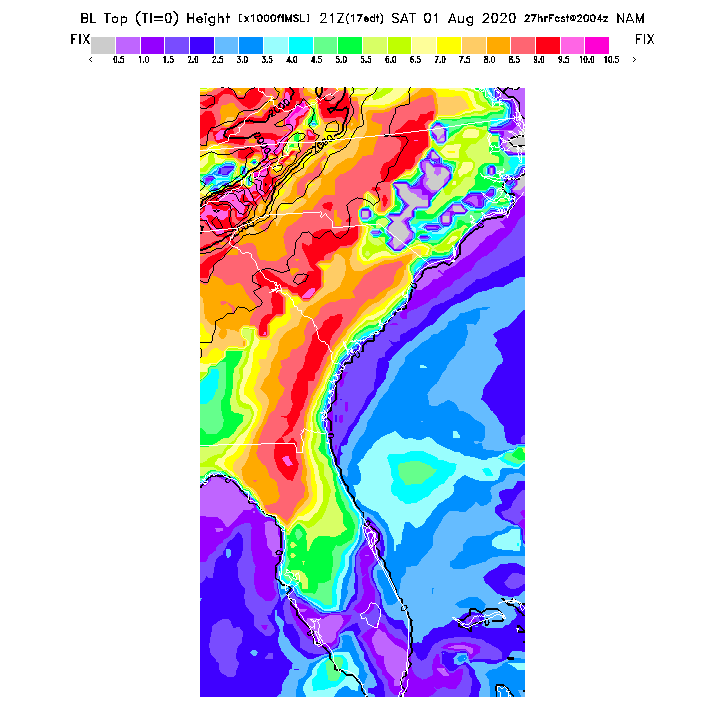 BL Top (TI=0) Height [x1000ftMSL] 21Z(17edt) SAT 01 Aug 2020 27hrFcst@2004z NAM
FIX FIX
< 0.5 1.0 1.5 2.0 2.5 3.0 3.5 4.0 4.5 5.0 5.5 6.0 6.5 7.0 7.5 8.0 8.5 9.0 9.5 10.0 10.5 >
2000